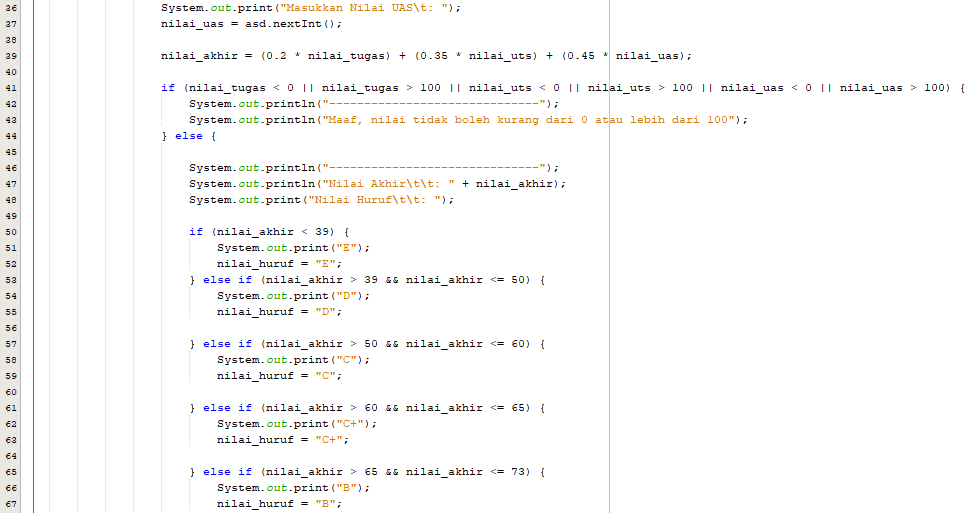 36 System.out.print("Masukkan Nilai UAS\t: ");
37 nilai_uas = asd.nextInt();
38
39 nilai_akhir = (0.2 * nilai_tugas) + (0.35 * nilai_uts) + (0.45 * nilai_uas);
40
41 if (nilai_tugas < 0 || nilai_tugas > 100 || nilai_uts < 0 || nilai_uts > 100 || nilai_uas < 0 || nilai_uas > 100) {
42 System.out.println("------------------------------");
43 System.out.println("Maaf, nilai tidak boleh kurang dari 0 atau lebih dari 100");
44 } else {
45
46 System.out.println("------------------------------");
47 System.out.println("Nilai Akhir\t\t: " + nilai_akhir);
48 System.out.print("Nilai Huruf\t\t: ");
49
50 if (nilai_akhir < 39) {
51 System.out.print("E");
52 nilai_huruf = "E";
53 } else if (nilai_akhir > 39 && nilai_akhir <= 50) {
54 System.out.print("D");
55 nilai_huruf = "D";
56
57 } else if (nilai_akhir > 50 && nilai_akhir <= 60) {
58 System.out.print("C");
59 nilai_huruf = "C";
60
61 } else if (nilai_akhir > 60 && nilai_akhir <= 65) {
62 System.out.print("C+");
63 nilai_huruf = "C+";
64
65 } else if (nilai_akhir > 65 && nilai_akhir <= 73) {
66 System.out.print("B");
67 nilai_huruf = "B";